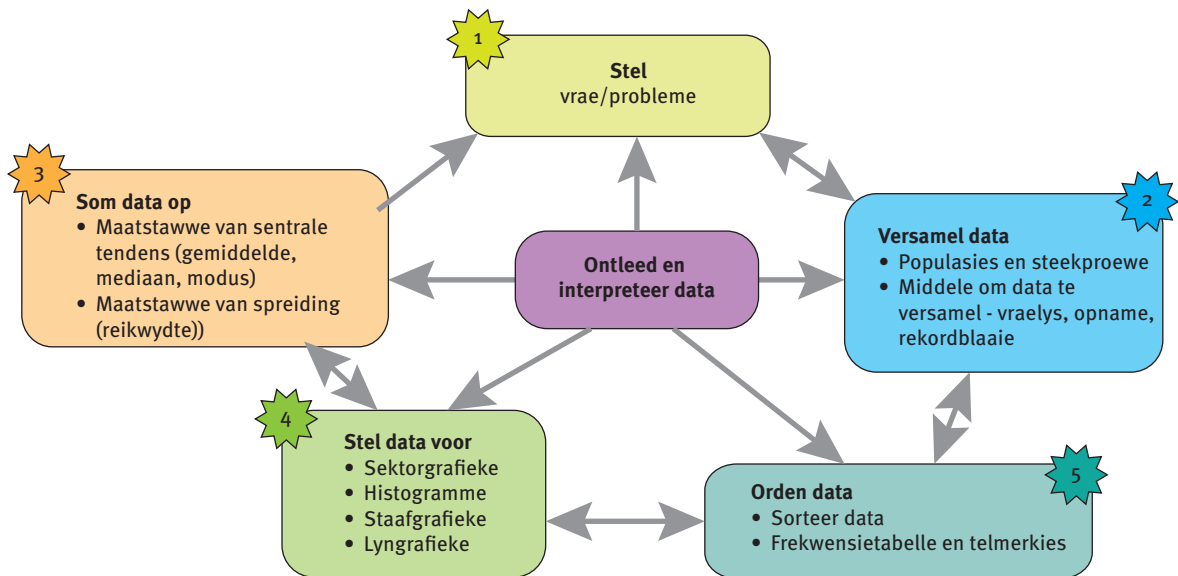 1
Stel
vrae/probleme
3
Som data op
• Maatstawwe van sentrale
tendens (gemiddelde,
mediaan, modus)
• Maatstawwe van spreiding
(reikwydte))
2
Versamel data
• Populasies en steekproewe
• Middele om data te
versamel - vraelys, opname,
rekordblaaie
Ontleed en
interpreteer data
4
Stel data voor
• Sektorgrafieke
• Histogramme
• Staafgrafieke
• Lyngrafieke
5
Orden data
• Sorteer data
• Frekwensietabelle en telmerkies